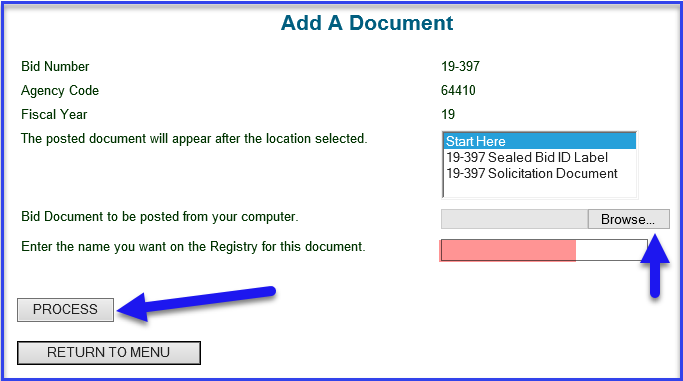 Add A Document
Bid Number 19-397
Agency Code 64410
Fiscal Year 19
The posted document will appear after the location selected.
Start Here
19-397 Sealed Bid ID Label
19-397 Solicitation Document
Bid Document to be posted from your computer. Browse...
Enter the name you want on the Registry for this document.
PROCESS
RETURN TO MENU